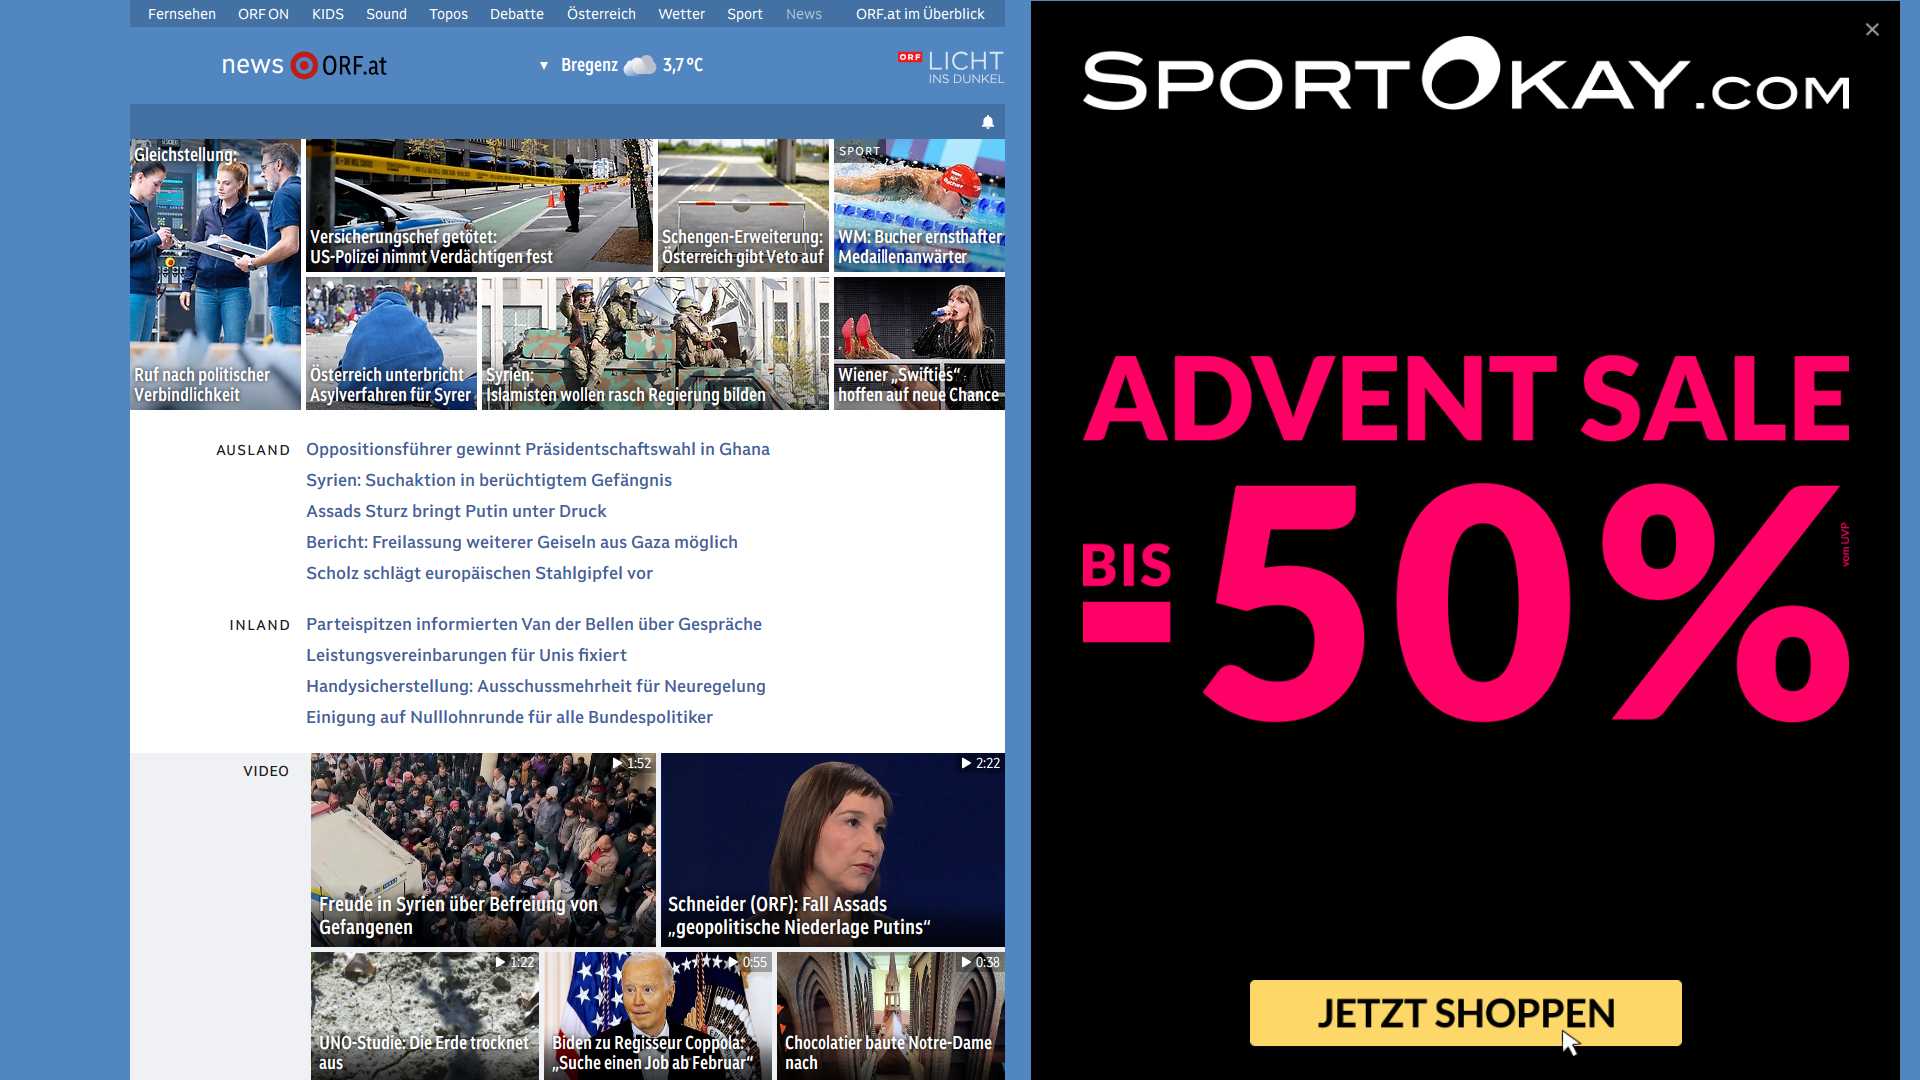 Fernsehen ORF ON KIDS Sound Topos Debatte Österreich Wetter Sport News ORF.at im Überblick
news ORF.at
Bregenz 3,7 °C
ORF LICHT
INS DUNKEL
Gleichstellung:
Ruf nach politischer
Verbindlichkeit
Versicherungschef getötet:
US-Polizei nimmt Verdächtigen fest
Schengen-Erweiterung:
Österreich gibt Veto auf
SPORT
WM: Bucher ernsthafter
Medaillenanwärter
Österreich unterbricht
Asylverfahren für Syrer
Syrien:
Islamisten wollen rasch Regierung bilden
Wiener „Swifties“
hoffen auf neue Chance
AUSLAND
Oppositionsführer gewinnt Präsidentschaftswahl in Ghana
Syrien: Suchaktion in berüchtigtem Gefängnis
Assads Sturz bringt Putin unter Druck
Bericht: Freilassung weiterer Geiseln aus Gaza möglich
Scholz schlägt europäischen Stahlgipfel vor
INLAND
Parteispitzen informierten Van der Bellen über Gespräche
Leistungsvereinbarungen für Unis fixiert
Handysicherstellung: Ausschussmehrheit für Neuregelung
Einigung auf Nulllohnrunde für alle Bundespolitiker
VIDEO
1:52
Freude in Syrien über Befreiung von
Gefangenen
2:22
Schneider (ORF): Fall Assads
„geopolitische Niederlage Putins“
1:22
UNO-Studie: Die Erde trocknet
aus
0:55
Biden zu Regisseur Coppola:
„Suche einen Job ab Februar“
0:38
Chocolatier baute Notre-Dame
nach
SPORTOKAY.COM
ADVENT SALE
BIS
-50%
vom UVP
JETZT SHOPPEN